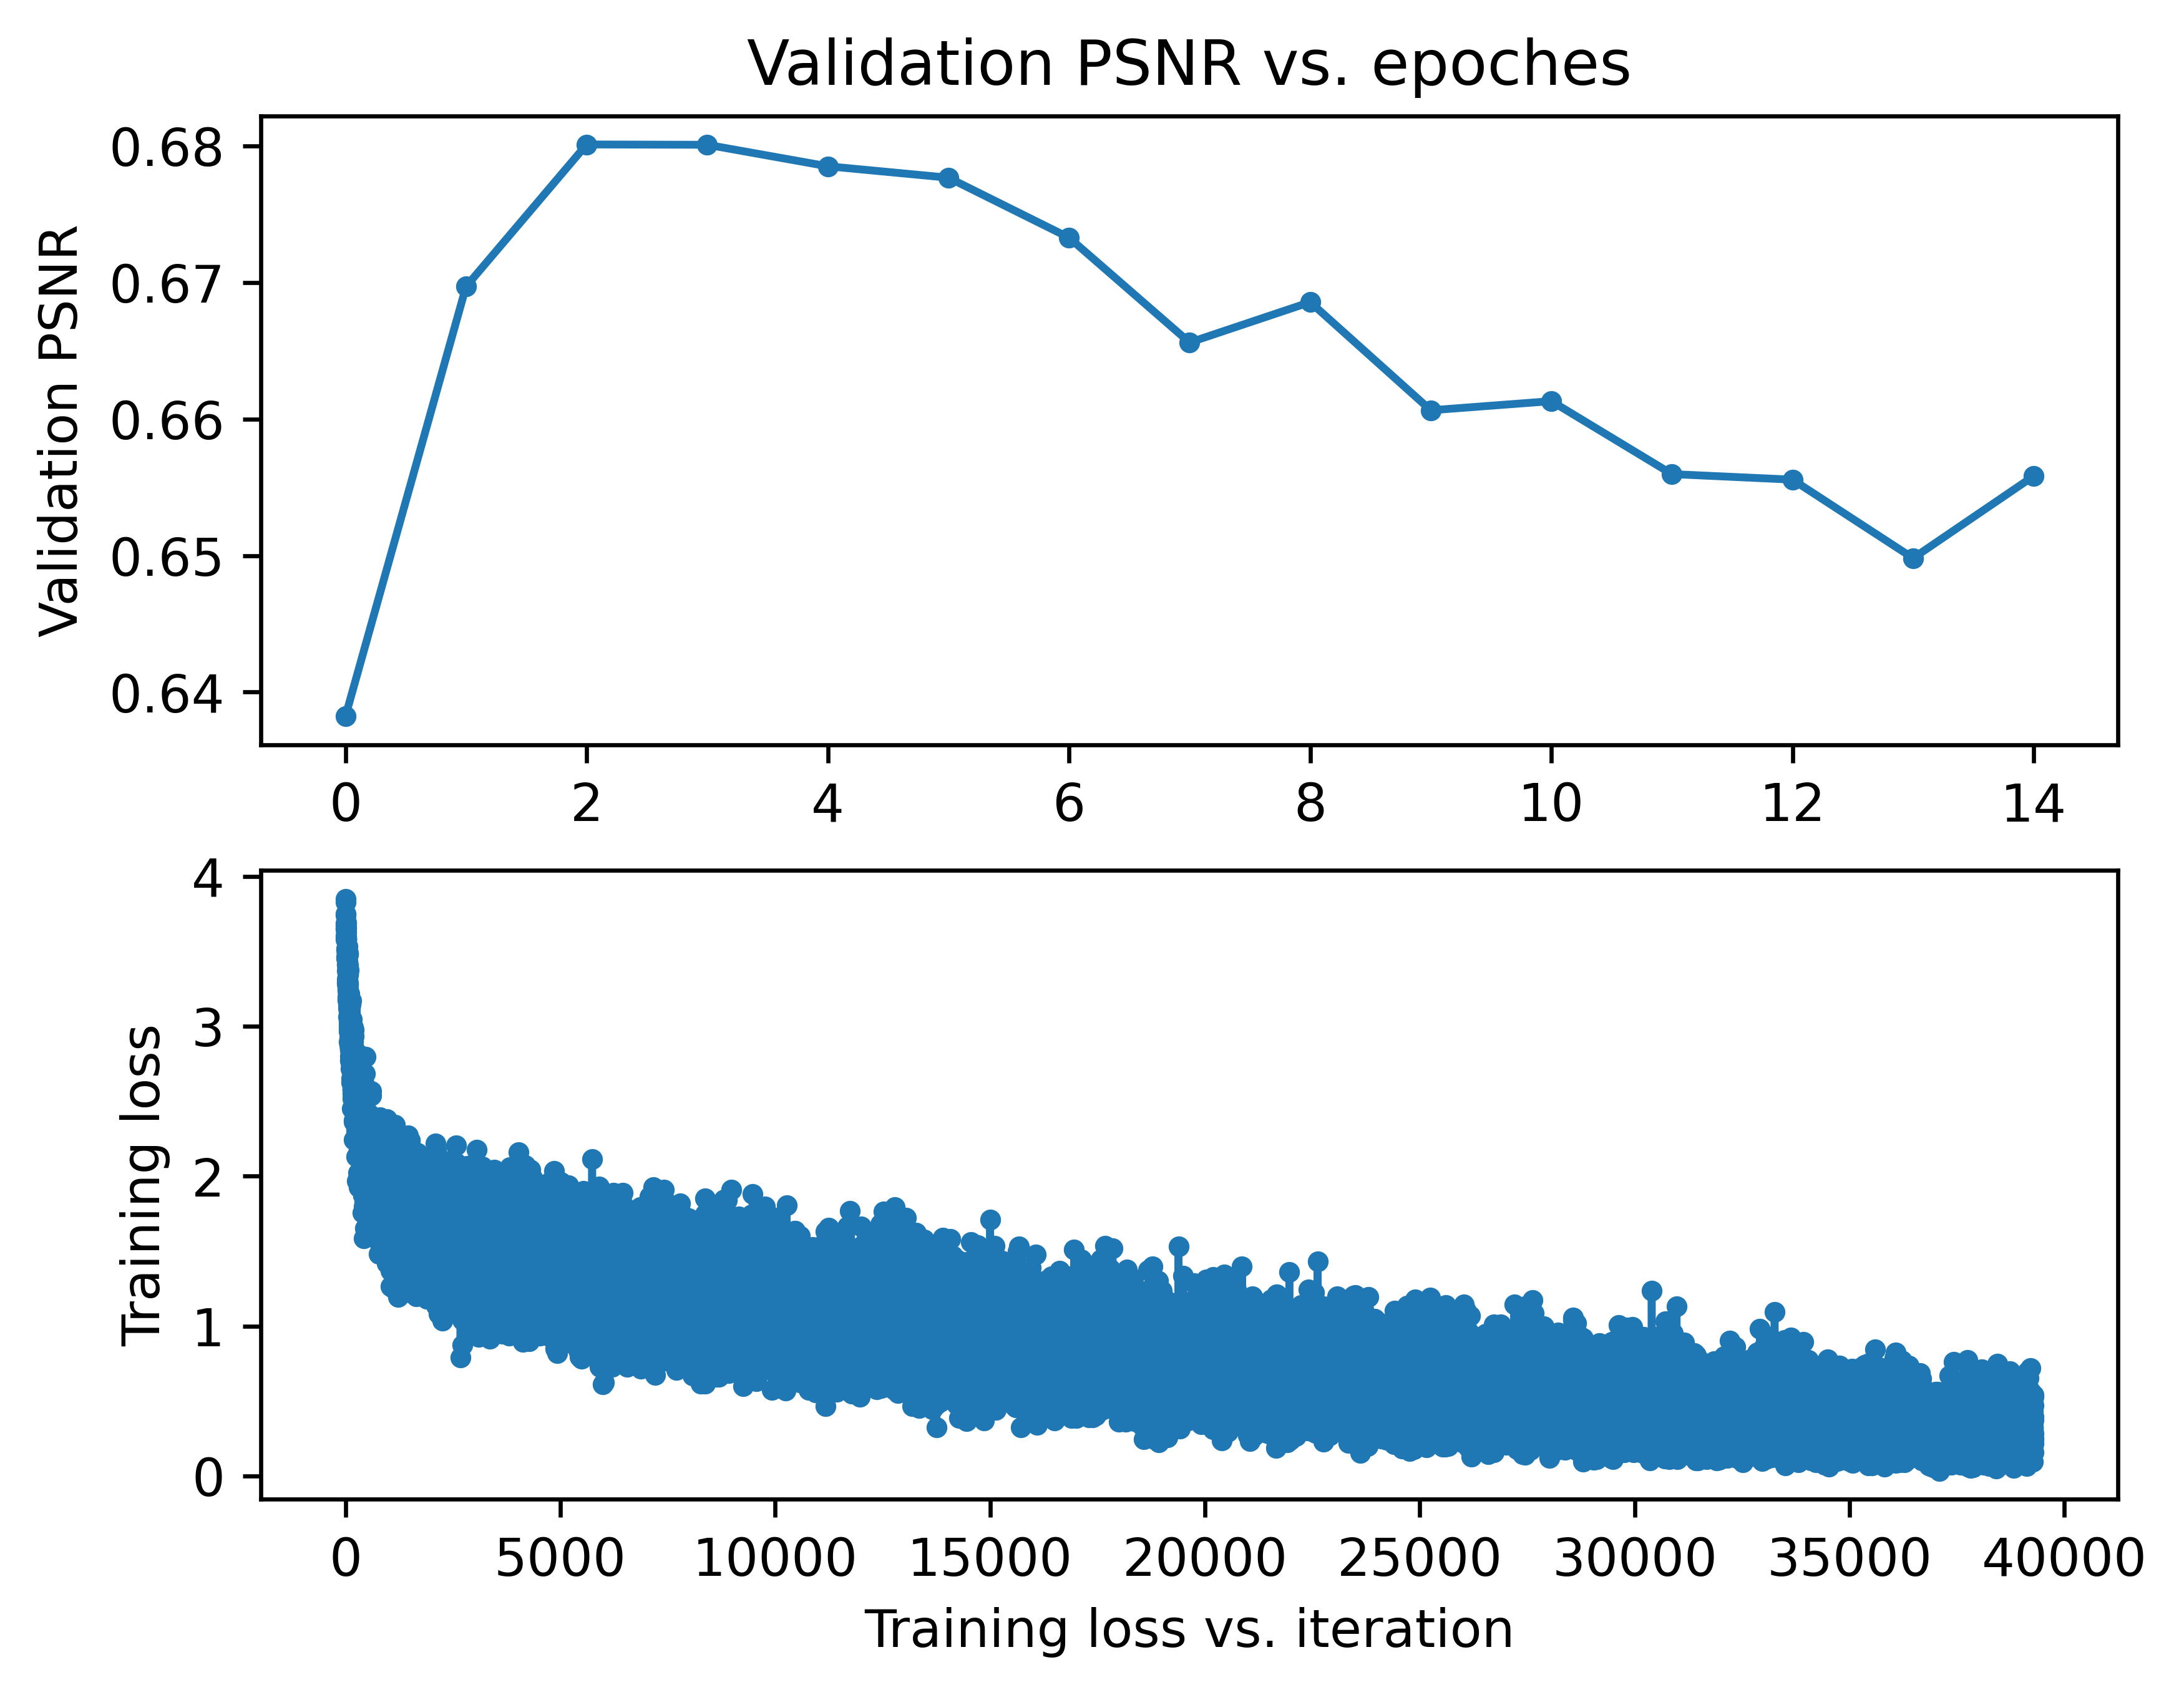 Validation PSNR vs. epoches
Validation PSNR
0.68
0.67
0.66
0.65
0.64
0 2 4 6 8 10 12 14
Training loss
4
3
2
1
0
0 5000 10000 15000 20000 25000 30000 35000 40000
Training loss vs. iteration